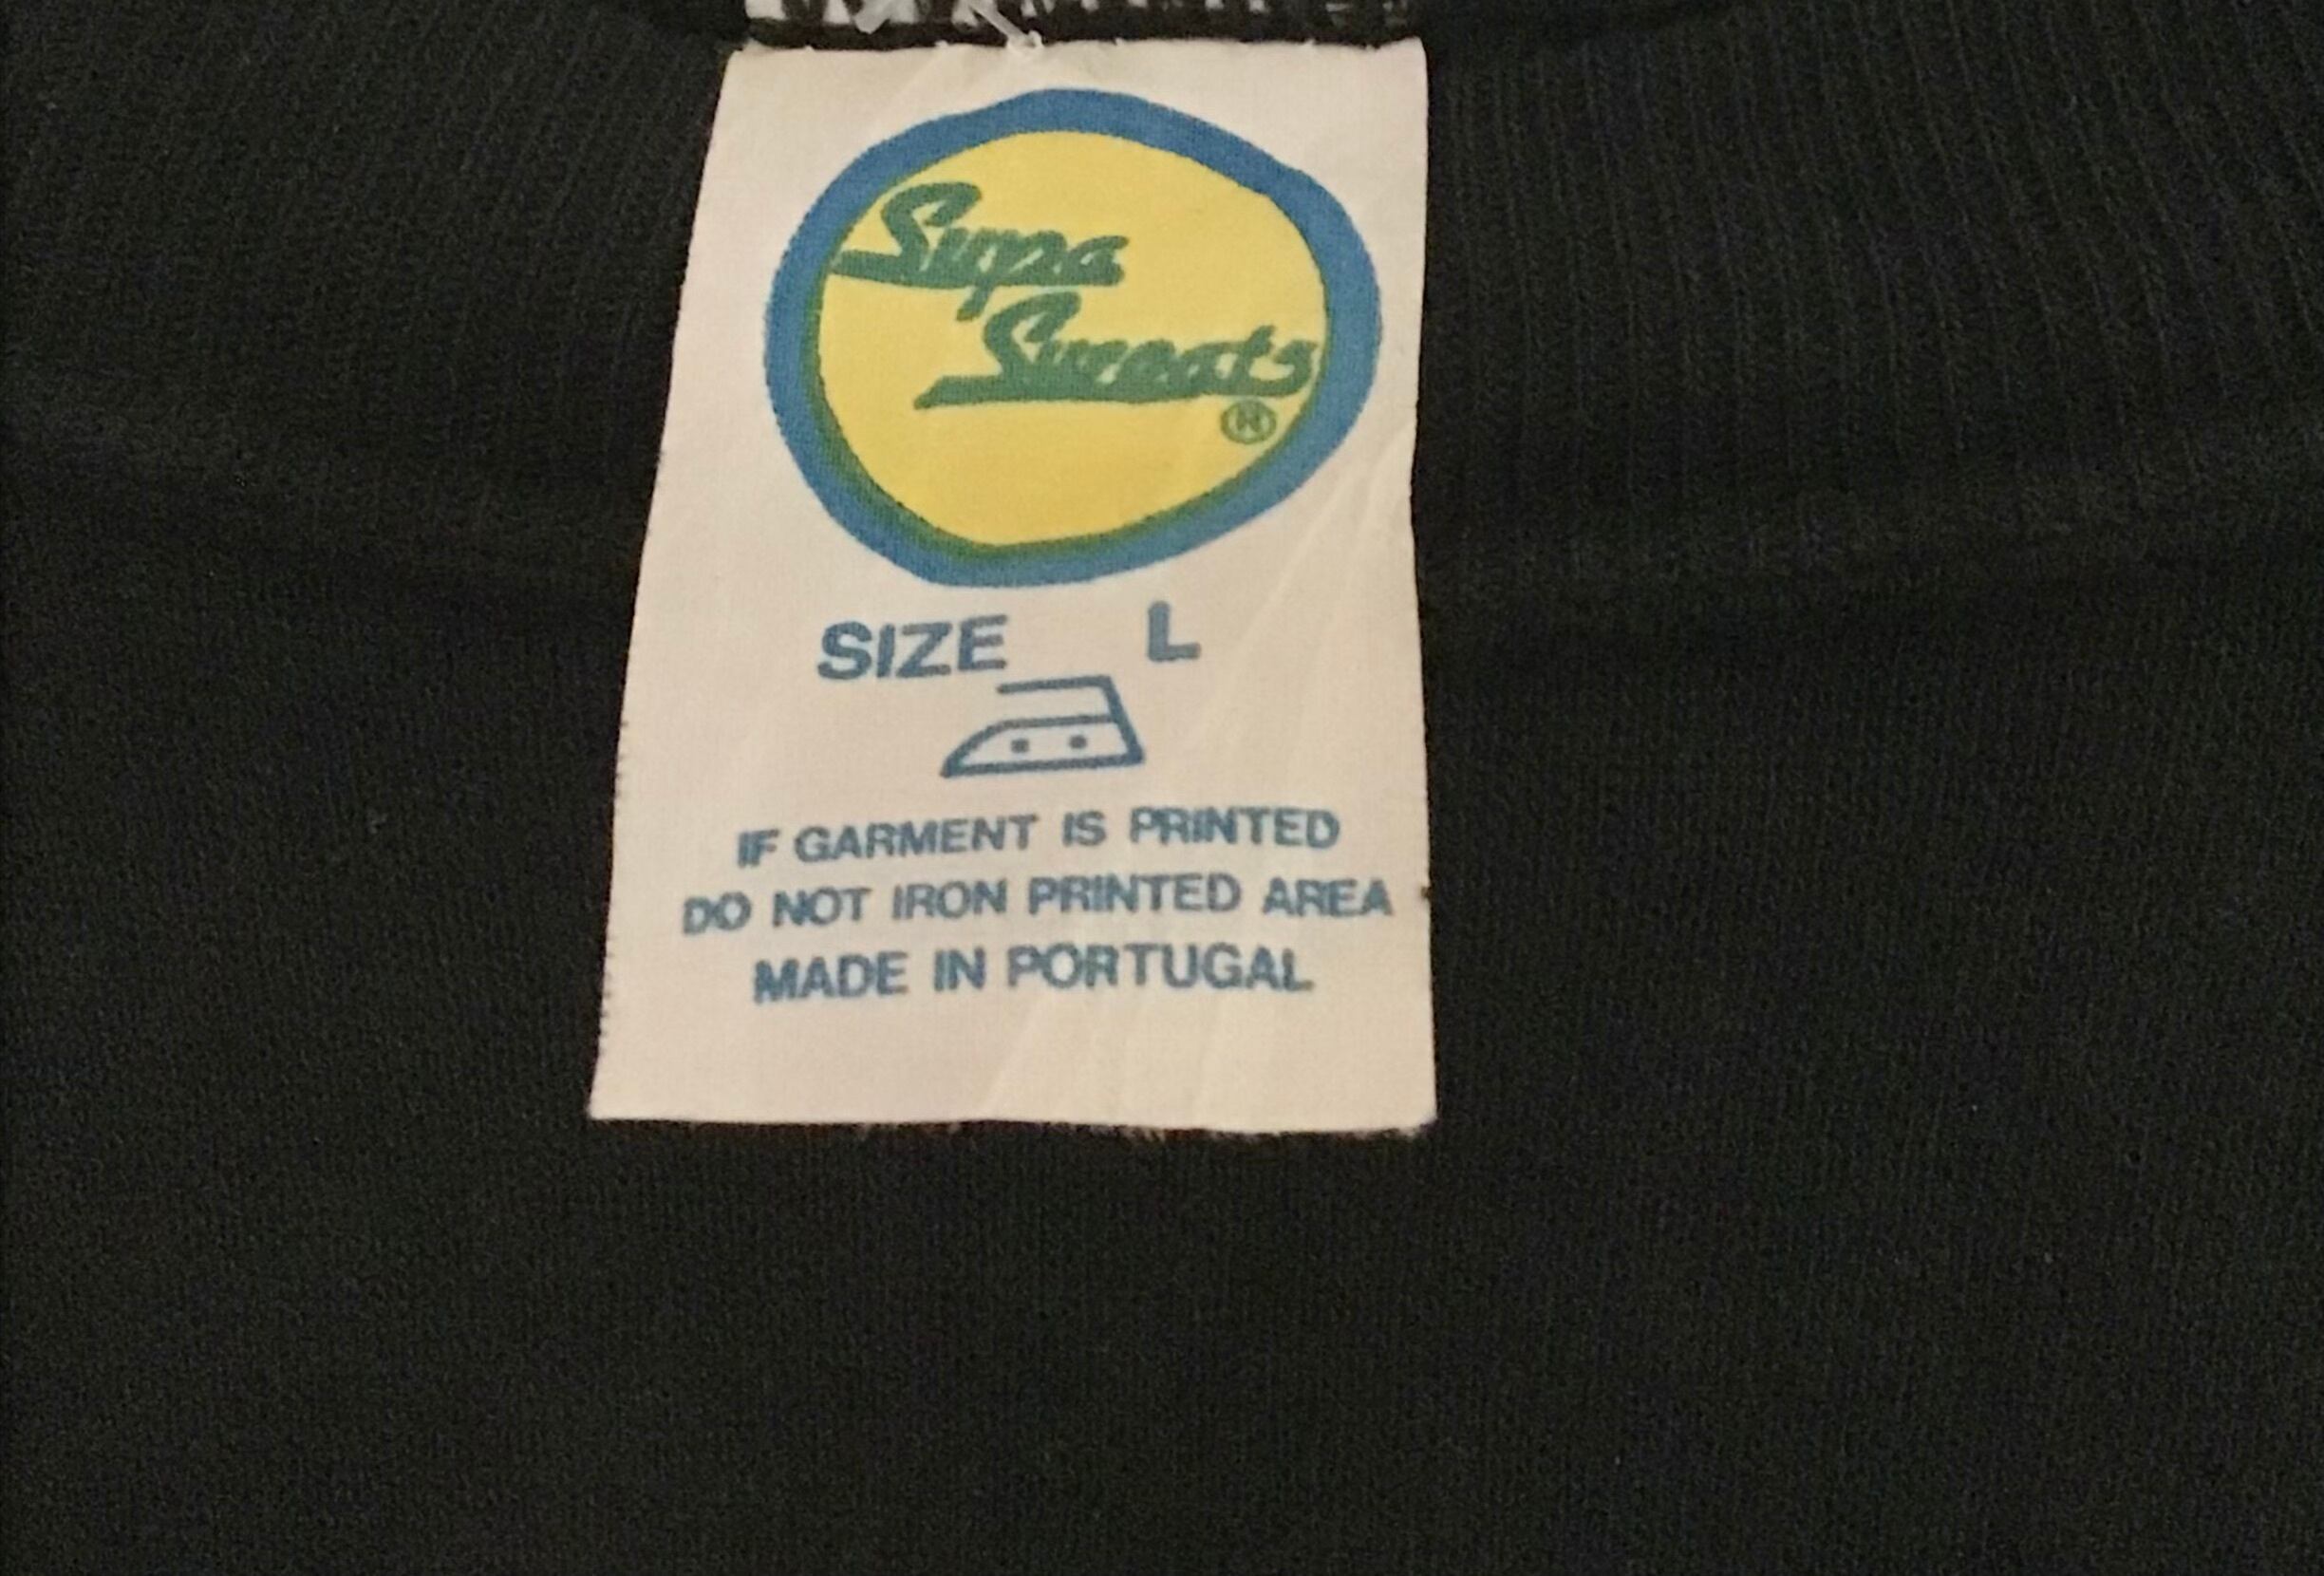 Supa
Sweats
®
SIZE L
IF GARMENT IS PRINTED
DO NOT IRON PRINTED AREA
MADE IN PORTUGAL